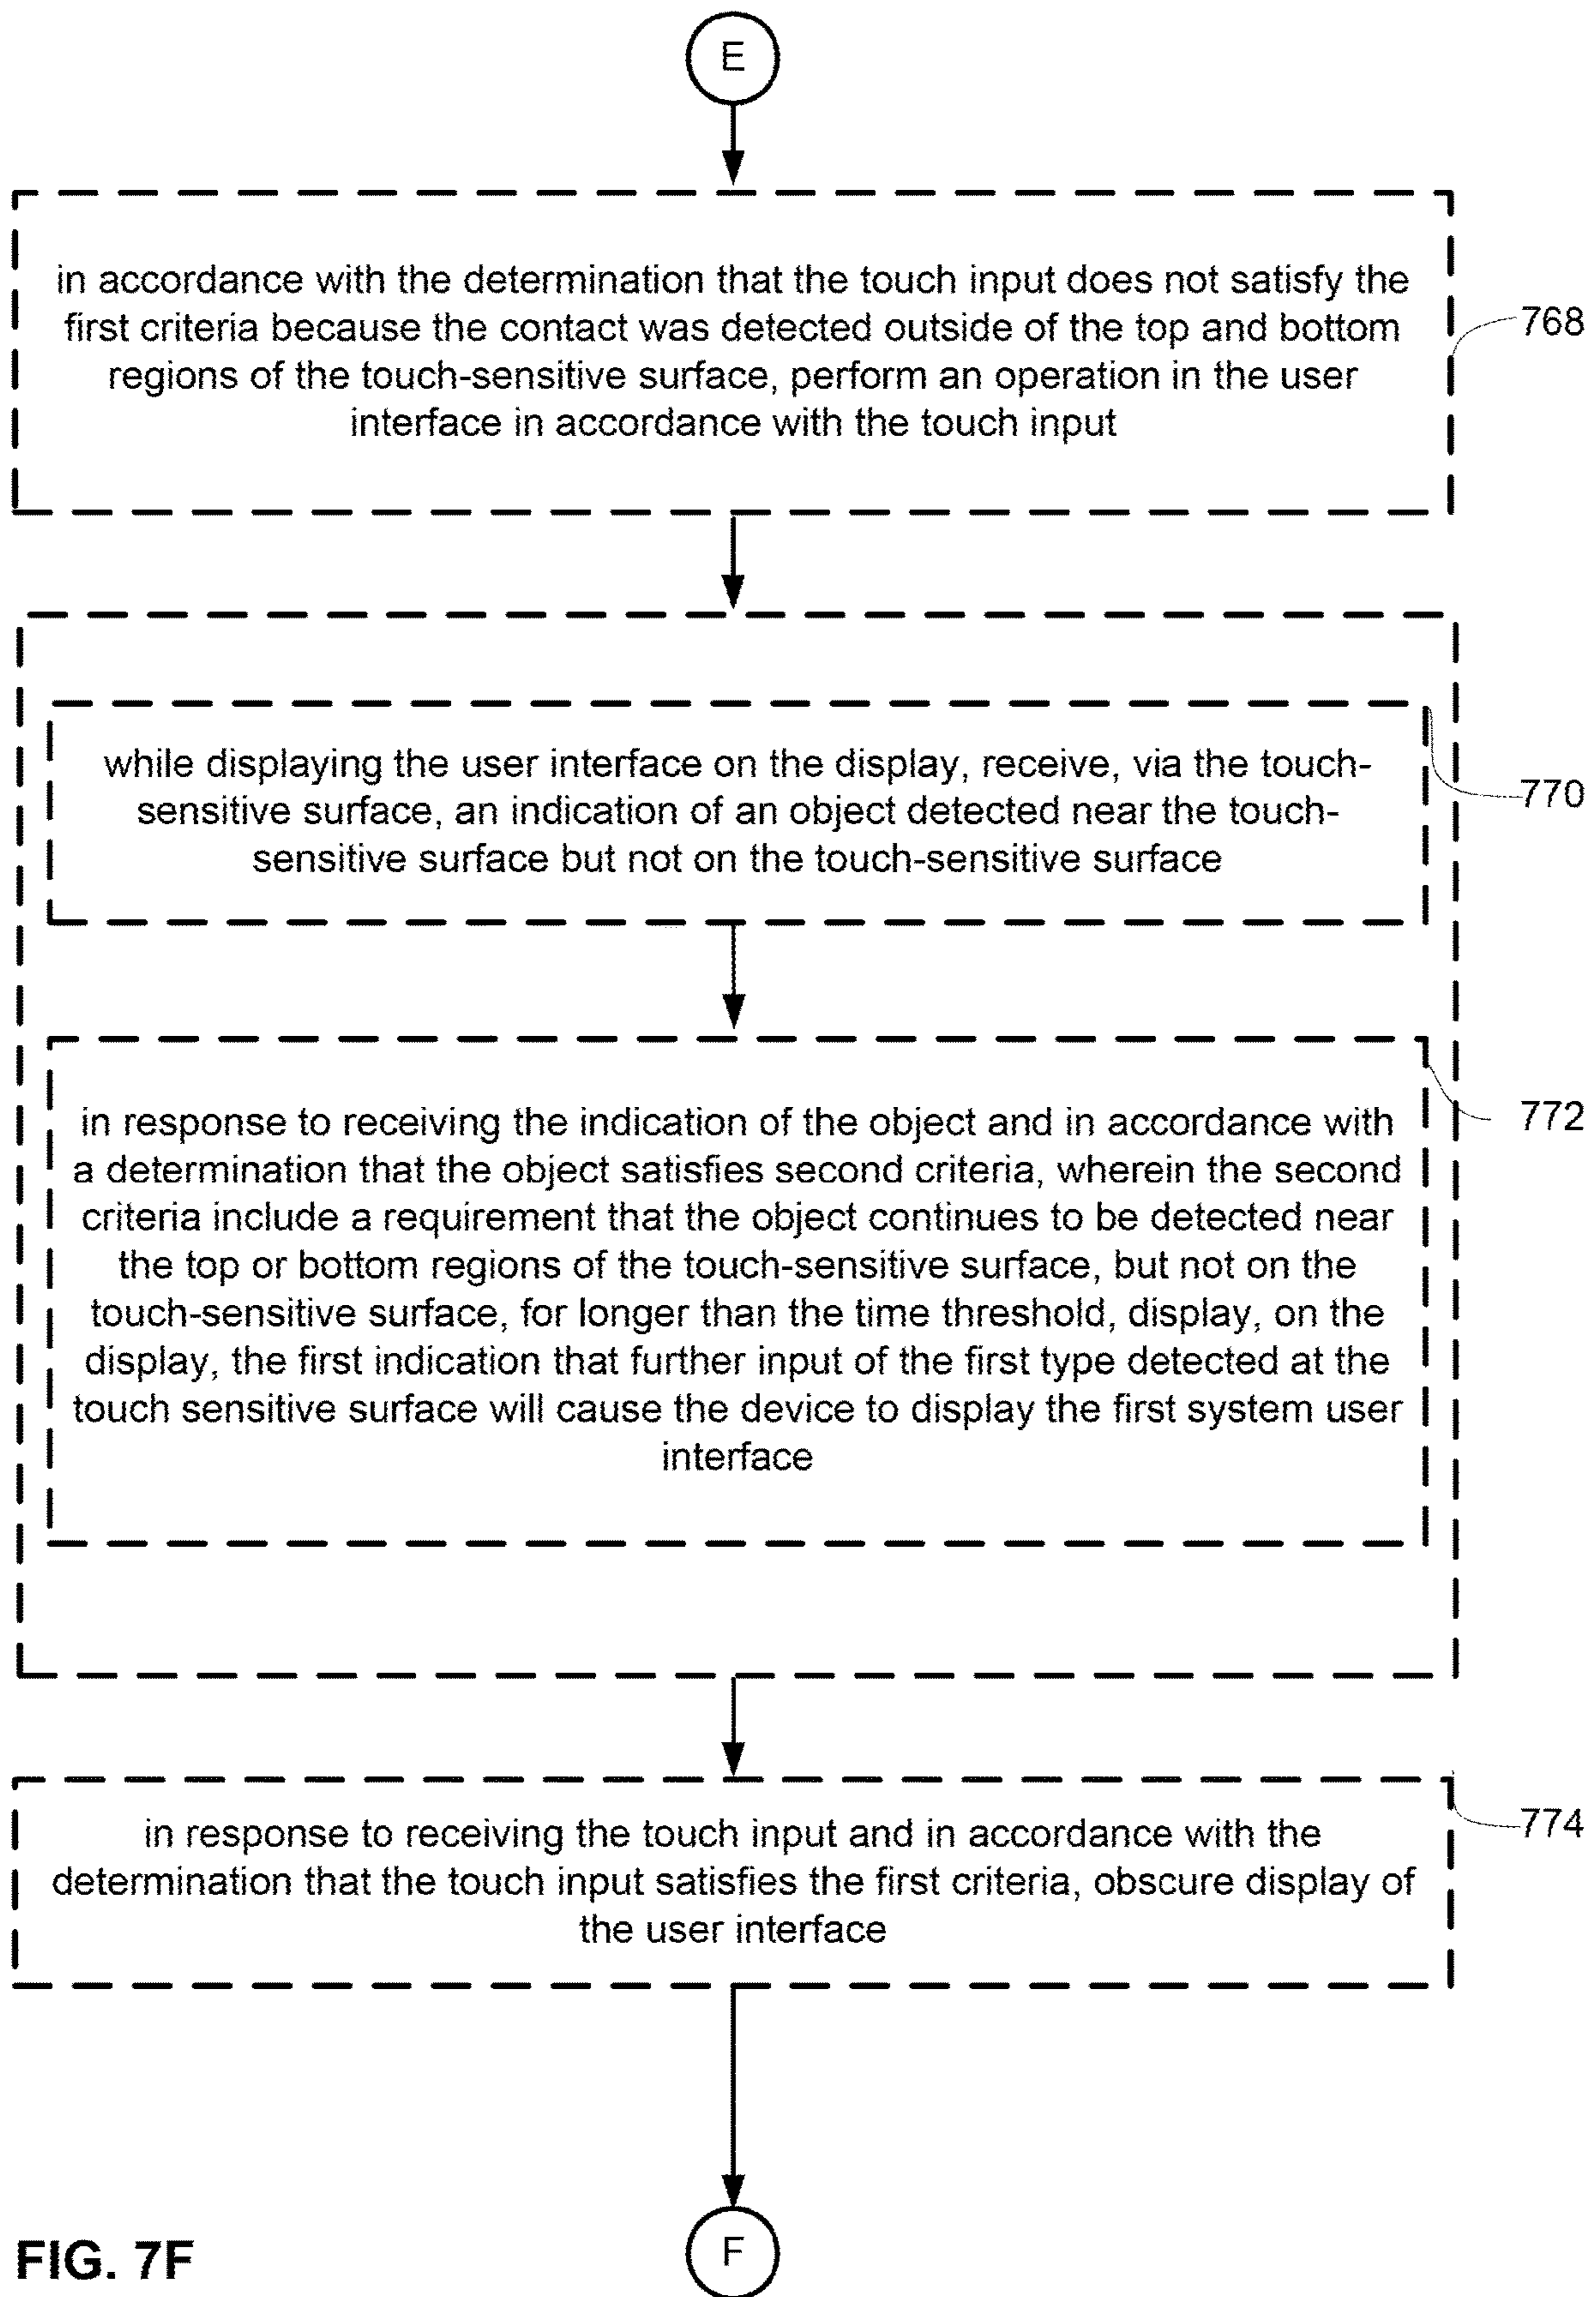 E
in accordance with the determination that the touch input does not satisfy the
first criteria because the contact was detected outside of the top and bottom
regions of the touch-sensitive surface, perform an operation in the user
interface in accordance with the touch input
768
while displaying the user interface on the display, receive, via the touch-
sensitive surface, an indication of an object detected near the touch-
sensitive surface but not on the touch-sensitive surface
770
in response to receiving the indication of the object and in accordance with
a determination that the object satisfies second criteria, wherein the second
criteria include a requirement that the object continues to be detected near
the top or bottom regions of the touch-sensitive surface, but not on the
touch-sensitive surface, for longer than the time threshold, display, on the
display, the first indication that further input of the first type detected at the
touch sensitive surface will cause the device to display the first system user
interface
772
in response to receiving the touch input and in accordance with the
determination that the touch input satisfies the first criteria, obscure display of
the user interface
774
F
FIG. 7F